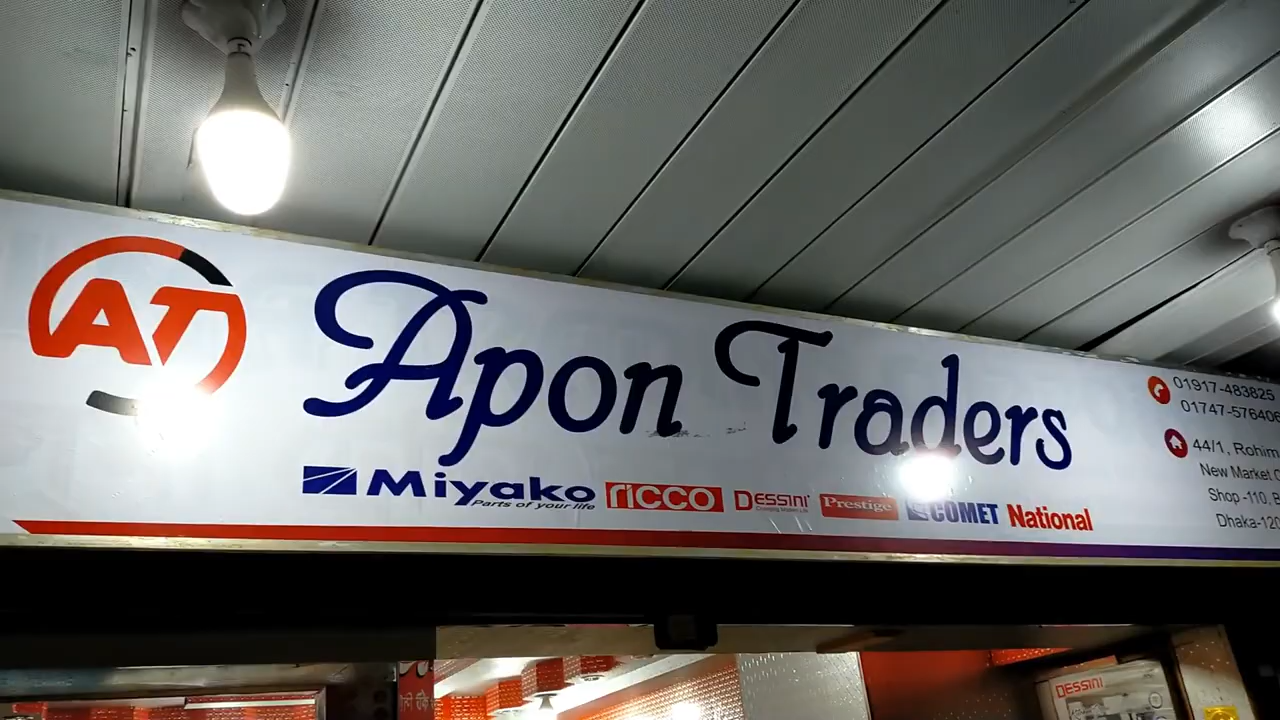 AT
Apon Traders
Miyako
Parts of your life
RICCO
DESSINI
Prestige
COMET
National
01917-483825
01747-576406
44/1, Rohim
New Market
Shop-110,
Dhaka-120
DESSINI